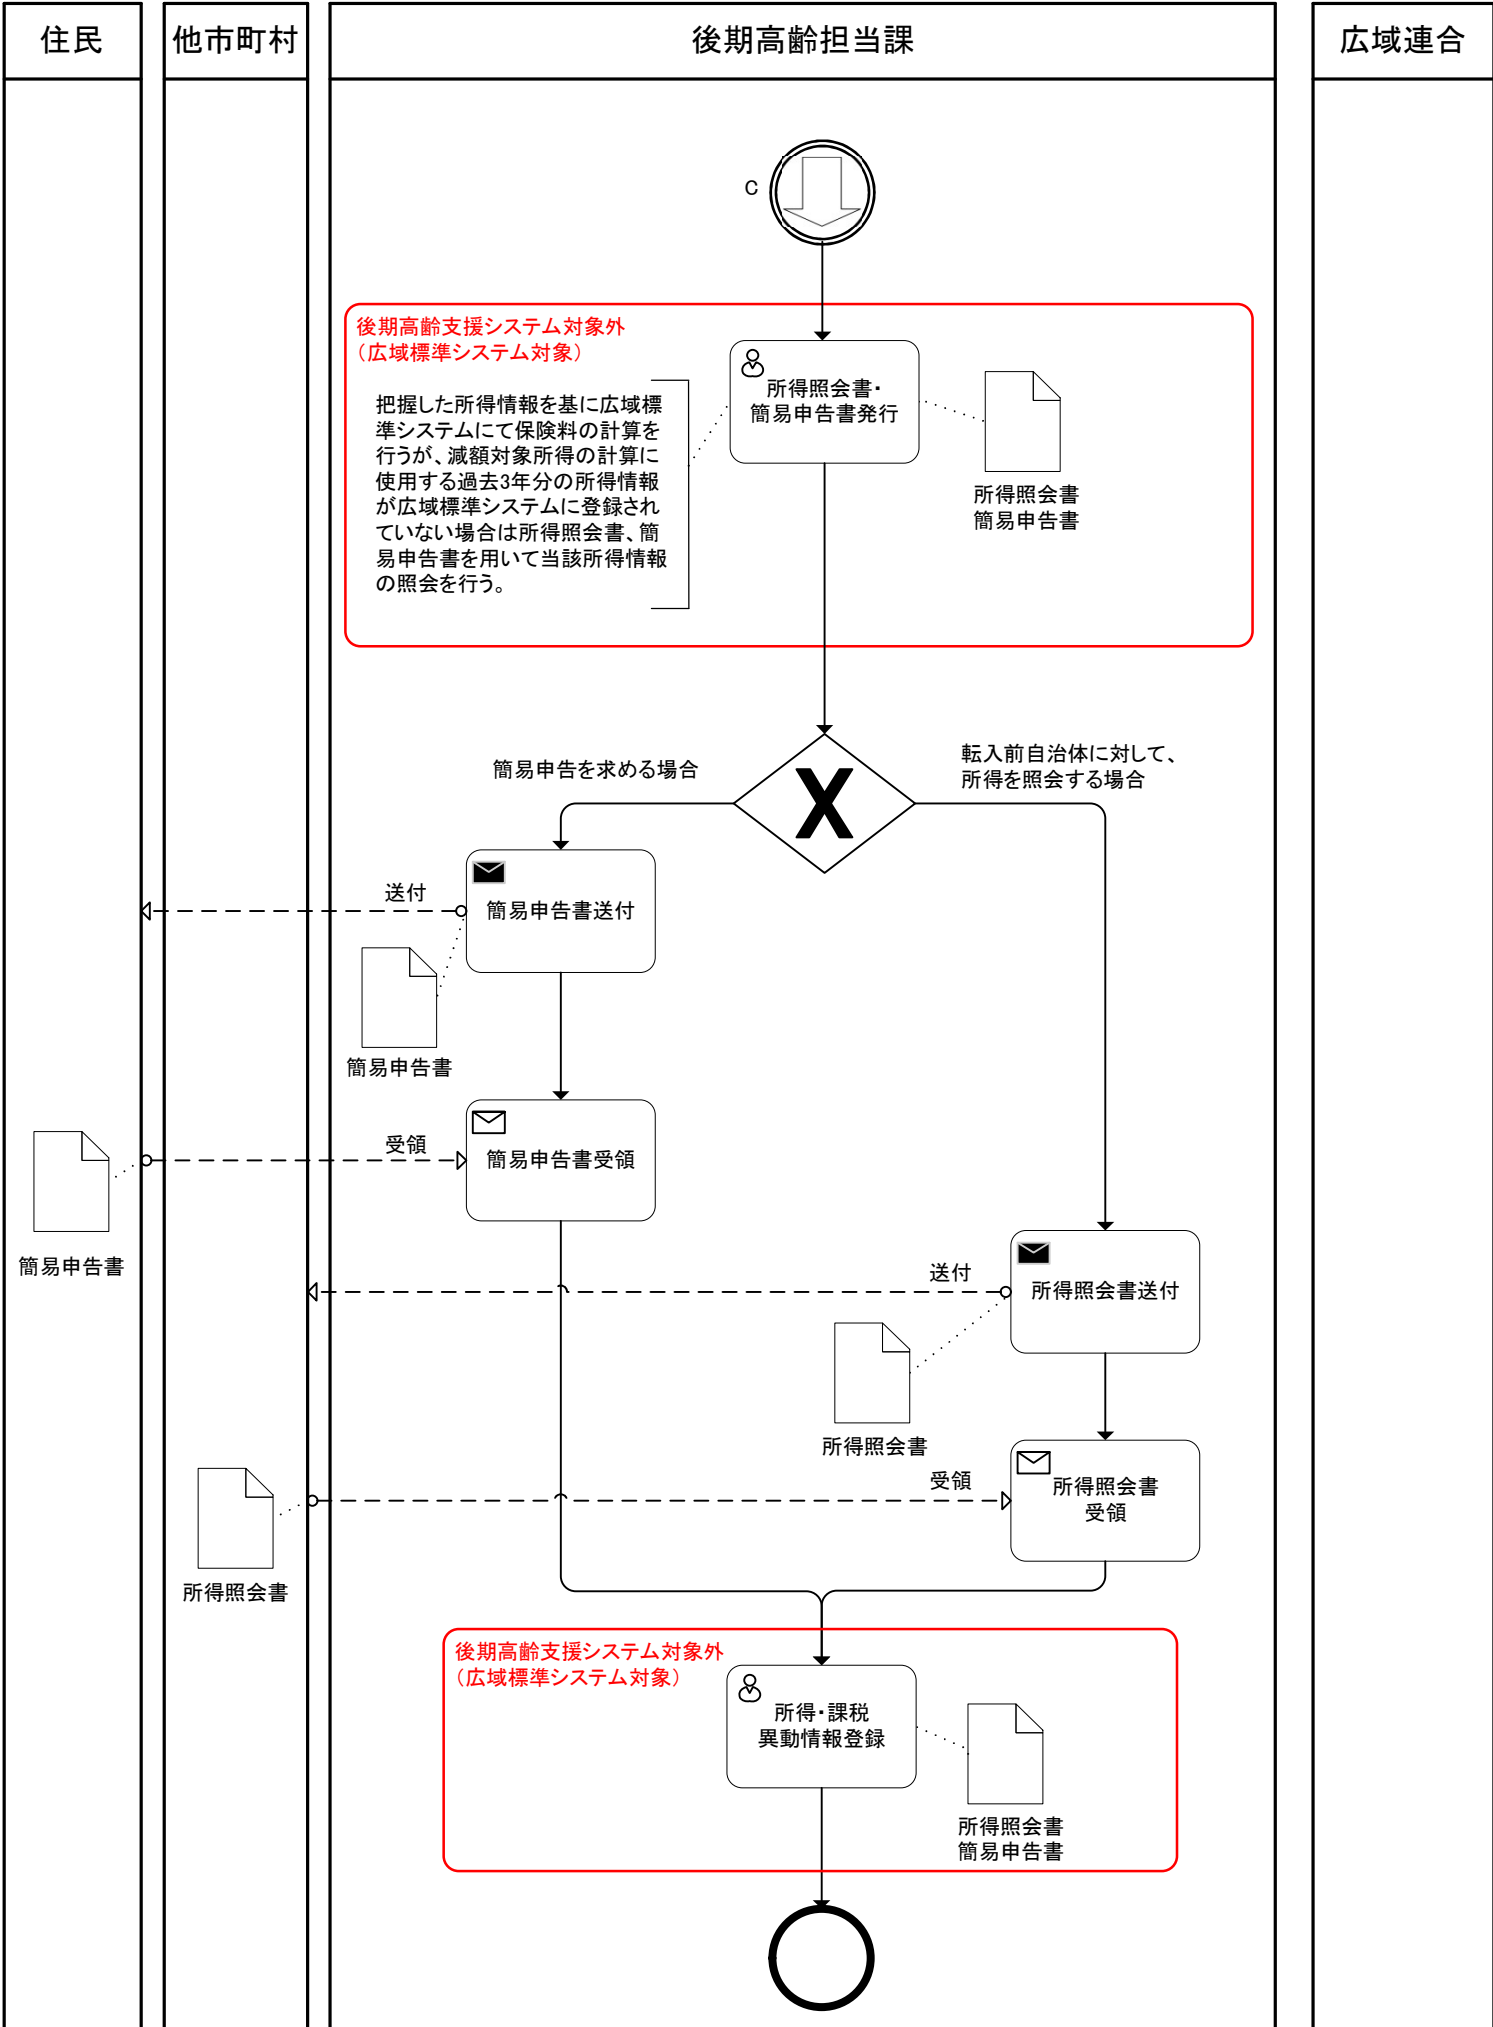 住民
他市町村
後期高齢担当課
広域連合
C
後期高齢支援システム対象外
（広域標準システム対象）
把握した所得情報を基に広域標
準システムにて保険料の計算を
行うが、減額対象所得の計算に
使用する過去3年分の所得情報
が広域標準システムに登録され
ていない場合は所得照会書、簡
易申告書を用いて当該所得情報
の照会を行う。
所得照会書・
簡易申告書発行
所得照会書
簡易申告書
簡易申告を求める場合
転入前自治体に対して、
所得を照会する場合
X
送付
簡易申告書送付
簡易申告書
受領
簡易申告書受領
簡易申告書
送付
所得照会書送付
所得照会書
受領
所得照会書
受領
所得照会書
後期高齢支援システム対象外
（広域標準システム対象）
所得・課税
異動情報登録
所得照会書
簡易申告書